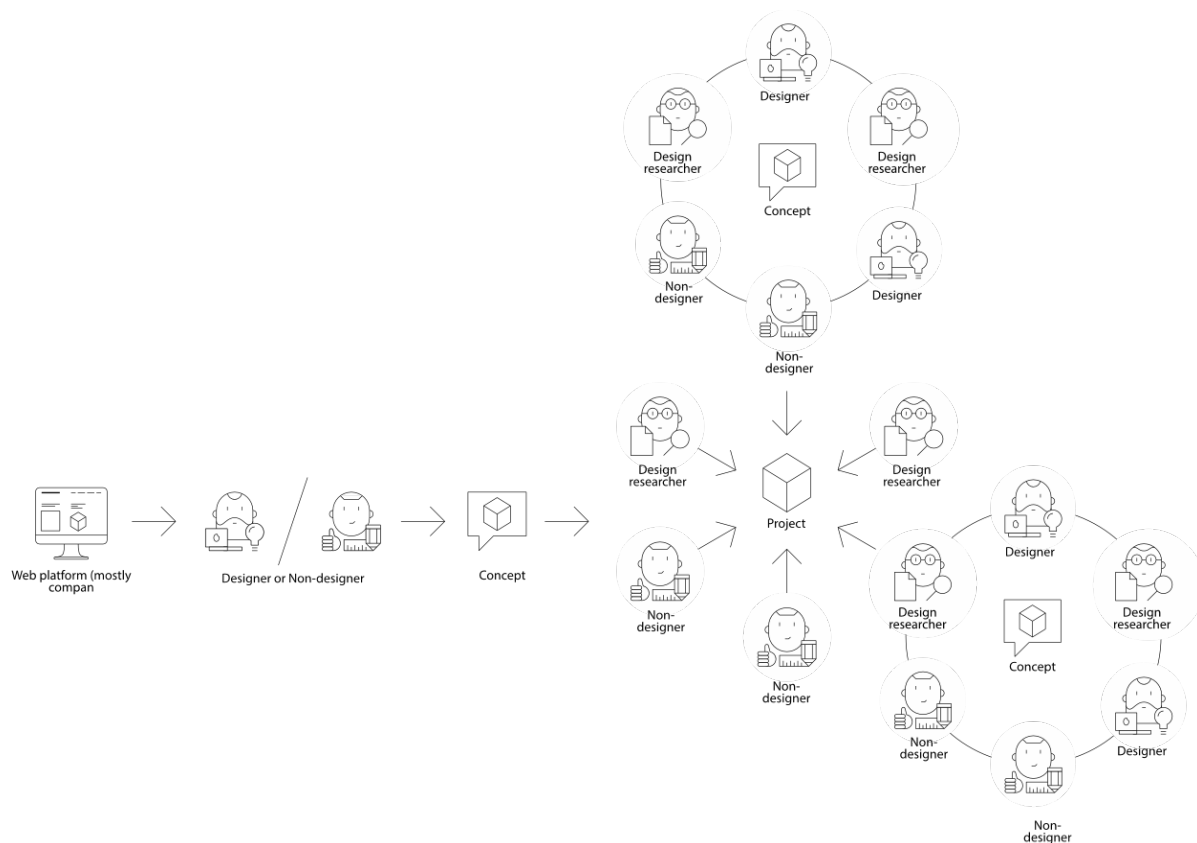 Designer
Design
researcher
Design
researcher
Concept
Non-
designer
Designer
Non-
designer
Design
researcher
Design
researcher
Project
Web platform (mostly
compan
Designer or Non-designer
Concept
Non-
designer
Non-
designer
Designer
Design
researcher
Design
researcher
Concept
Non-
designer
Designer
Non-
designer